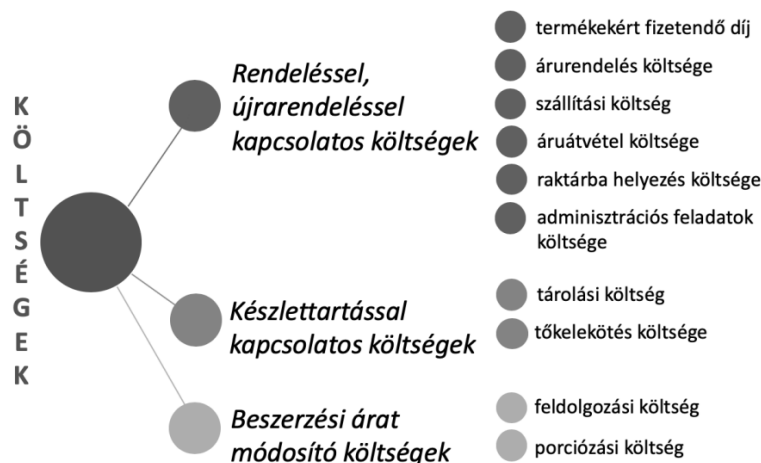 KÖLTSÉGEK
Rendeléssel,
újrarendeléssel
kapcsolatos költségek
termékekért fizetendő díj
árurendelés költsége
szállítási költség
áruátvétel költsége
raktárba helyezés költsége
adminisztrációs feladatok
költsége
Készlettartással
kapcsolatos költségek
tárolási költség
tőkelekötés költsége
Beszerzési árat
módosító költségek
feldolgozási költség
porciózási költség